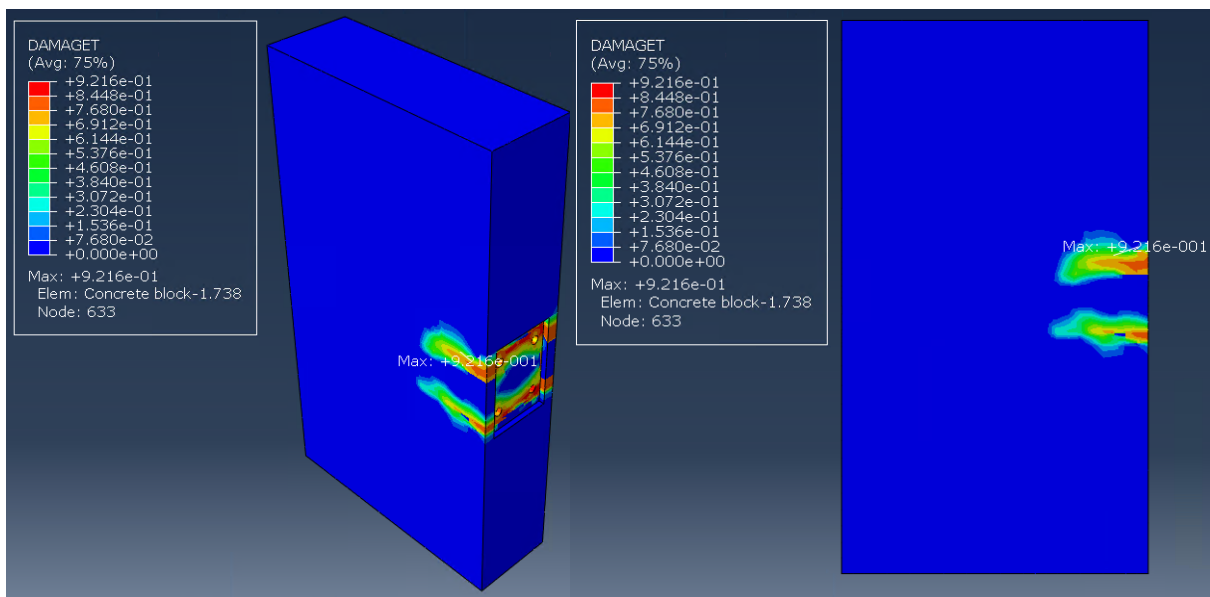 DAMAGET
(Avg: 75%)
+9.216e-01
+8.448e-01
+7.680e-01
+6.912e-01
+6.144e-01
+5.376e-01
+4.608e-01
+3.840e-01
+3.072e-01
+2.304e-01
+1.536e-01
+7.680e-02
+0.000e+00
Max: +9.216e-01
Elem: Concrete block-1.738
Node: 633
Max: +9.216e-001
DAMAGET
(Avg: 75%)
+9.216e-01
+8.448e-01
+7.680e-01
+6.912e-01
+6.144e-01
+5.376e-01
+4.608e-01
+3.840e-01
+3.072e-01
+2.304e-01
+1.536e-01
+7.680e-02
+0.000e+00
Max: +9.216e-01
Elem: Concrete block-1.738
Node: 633
Max: +9.216e-001